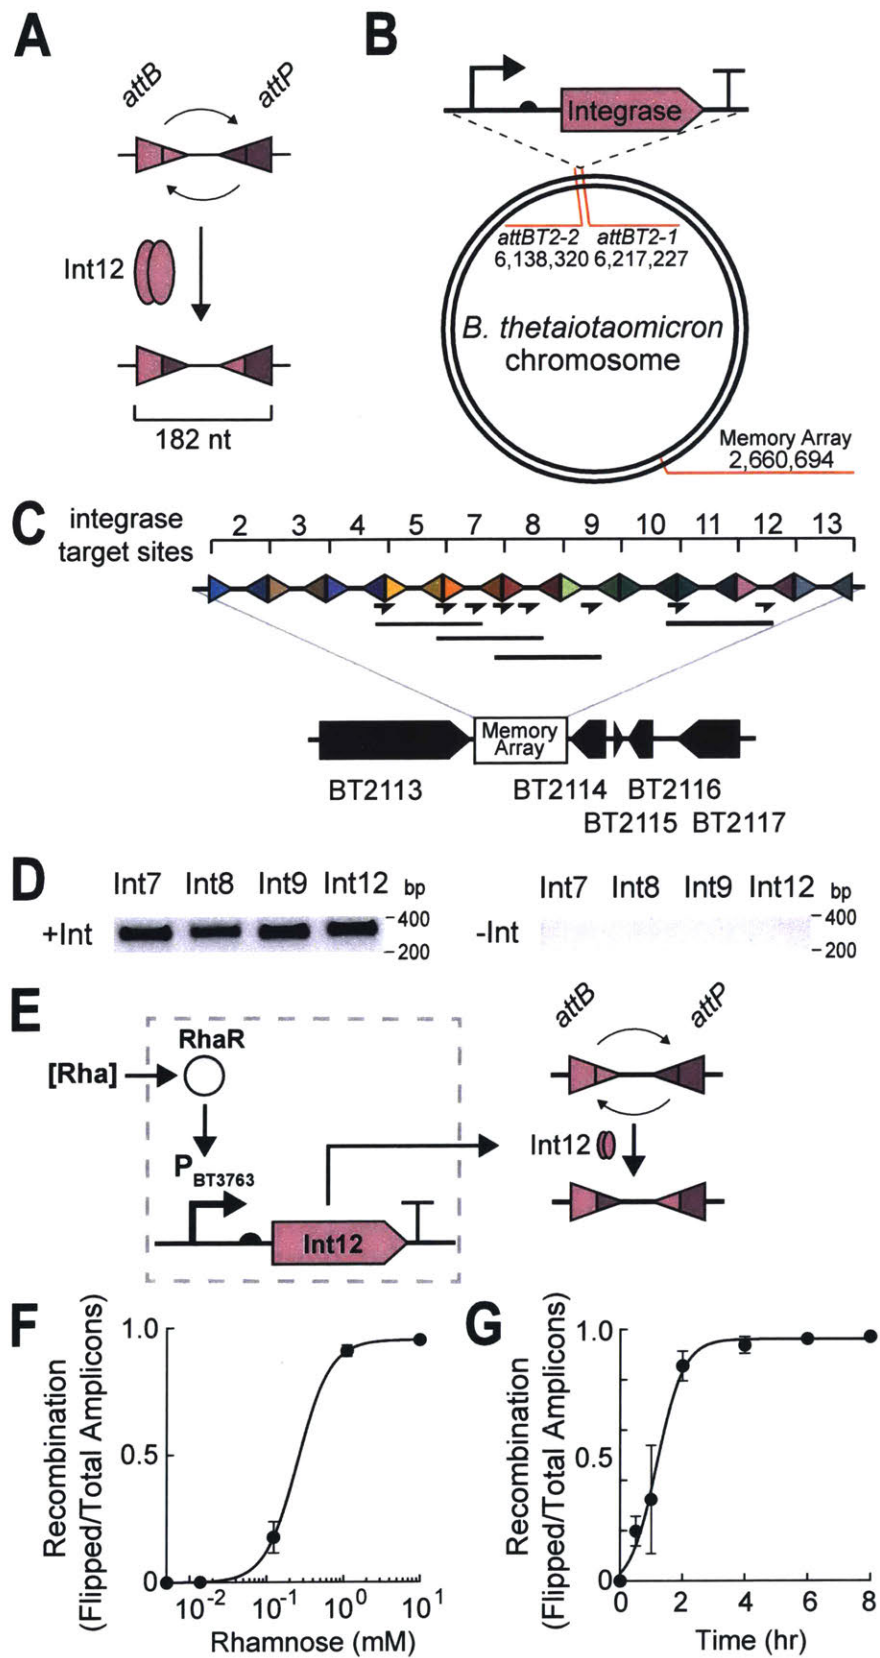 A
attB
attP
Int12
182 nt
B
Integrase
attBT2-2 attBT2-1
6,138,320 6,217,227
B. thetaiotaomicron
chromosome
Memory Array
2,660,694
C
integrase
target sites
2 3 4 5 7 8 9 10 11 12 13
Memory
Array
BT2113
BT2114
BT2116
BT2115
BT2117
D
Int7 Int8 Int9 Int12 bp
+Int
400
200
Int7 Int8 Int9 Int12 bp
-Int
400
200
E
RhaR
[Rha]
PBT3763
Int12
attB
attP
Int12
F
Recombination
(Flipped/Total Amplicons)
1.0
0.5
0
10-2 10-1 100 101
Rhamnose (mM)
G
Recombination
(Flipped/Total Amplicons)
1.0
0.5
0
0 2 4 6 8
Time (hr)